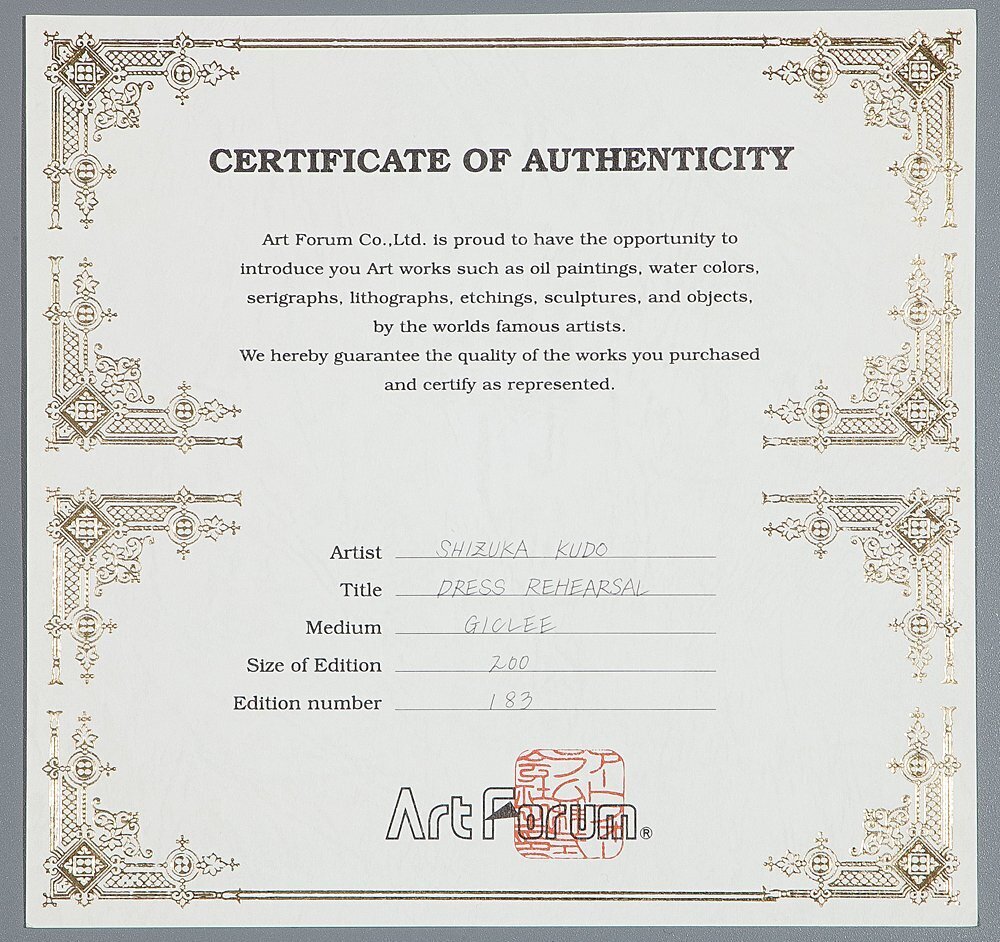 CERTIFICATE OF AUTHENTICITY
Art Forum Co.,Ltd. is proud to have the opportunity to
introduce you Art works such as oil paintings, water colors,
serigraphs, lithographs, etchings, sculptures, and objects,
by the worlds famous artists.
We hereby guarantee the quality of the works you purchased
and certify as represented.
Artist SHIZUKA KUDO
Title DRESS REHEARSAL
Medium GICLEE
Size of Edition 200
Edition number 183
Art Forum®